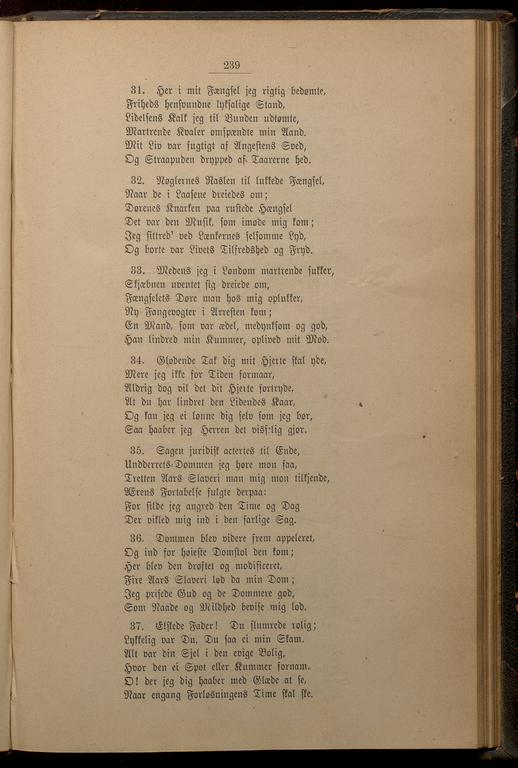 239
31. Her i mit Fængsel jeg rigtig bedømte,
Friheds hensvundne lyksalige Stand,
Lidelsens Kalk jeg til Bunden udtømte,
Martrende Kvaler omspændte min Aand.
Mit Liv var fugtigt af Angestens Sved,
Og Straapuden drypped af Taarerne hed.
32. Nøglernes Raslen til lukkede Fængsel,
Naar de i Laasene dreiedes om;
Dørenes Knarken paa rustede Hængsel
Det var den Musik, som imøde mig kom;
Jeg sittred' ved Lænkernes selsomme Lyd,
Og borte var Livets Tilfredshed og Fryd.
33. Medens jeg i Løndom martrende sukker,
Skjæbnen uventet sig dreiede om,
Fængselets Døre man hos mig oplukker,
Ny Fangevogter i Arresten kom;
En Mand, som var ædel, medynksom og god,
Han lindred min Kummer, oplived mit Mod.
34. Glødende Tak dig mit Hjerte skal yde,
Mere jeg ikke for Tiden formaar,
Aldrig dog vil det dit Hjerte fortryde,
At du har lindret den Lidendes Kaar,
Og kan jeg ei lønne dig selv som jeg bør,
Saa haaber jeg Herren det visselig gjør.
35. Sagen juridisk actertes til Ende,
Undberrets-Dommen jeg høre mon faa,
Tretten Aars Slaveri man mig mon tilkjende,
Ærens Fortabelse fulgte derpaa:
For silde jeg angred den Time og Dag
Der vikled mig ind i den farlige Sag.
36. Dommen blev videre frem appeleret,
Og ind for høieste Domstol den kom;
Her blev den drøftet og modificeret,
Fire Aars Slaveri lød da min Dom;
Jeg prisede Gud og de Dommere god,
Som Naade og Mildhed bevise mig lod.
37. Elskede Fader! Du slumrede rolig;
Lykkelig var Du, Du saa ei min Skam.
Alt var din Sjel i den evige Bolig,
Hvor den ei Spot eller Kummer fornam.
O! der jeg dig haaber med Glæde at se,
Naar engang Forløsningens Time skal ske.